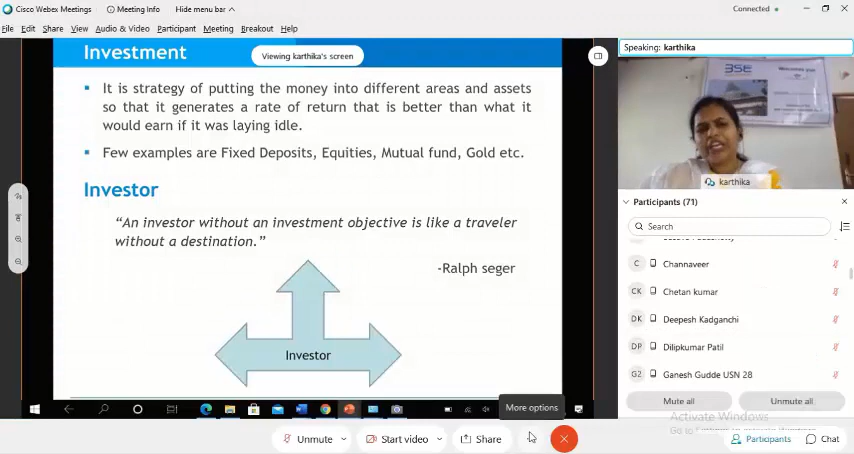 Cisco Webex Meetings
Meeting Info
Hide menu bar
Connected
File Edit Share View Audio & Video Participant Meeting Breakout Help
Investment
Viewing karthika's screen
It is strategy of putting the money into different areas and assets
so that it generates a rate of return that is better than what it
would earn if it was laying idle.
Few examples are Fixed Deposits, Equities, Mutual fund, Gold etc.
Investor
“An investor without an investment objective is like a traveler
without a destination.”
-Ralph seger
Investor
More options
Speaking: karthika
BSE
karthika
Participants (71)
Search
C Channaveer
CK Chetan kumar
DK Deepesh Kadganchi
DP Dilipkumar Patil
G2 Ganesh Gudde USN 28
Mute all
Unmute all
Activate Windows
Unmute
Start video
Share
Participants
Chat